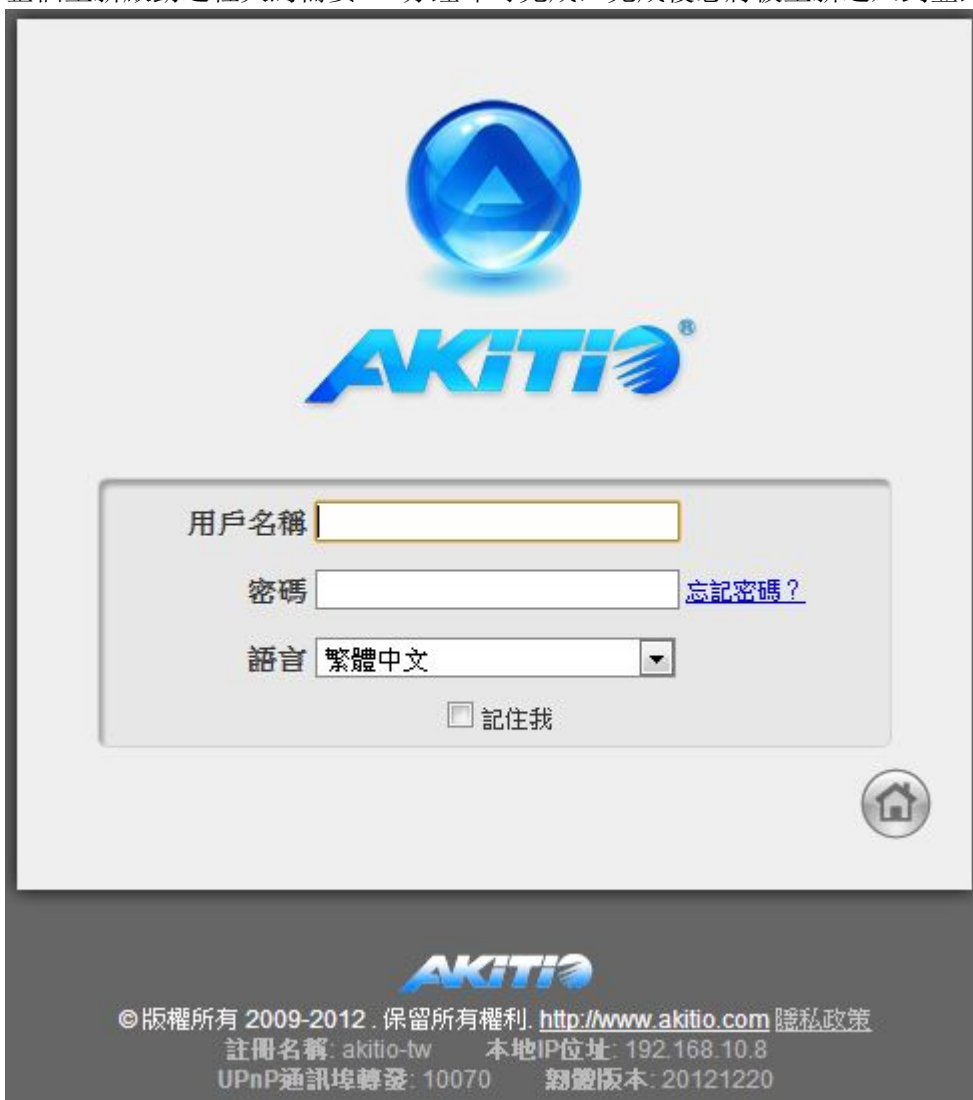 AKiTiO®
用戶名稱
密碼 忘記密碼？
語言 繁體中文
記住我
AKiTiO
©版權所有 2009-2012 . 保留所有權利. http://www.akitio.com 隱私政策
註冊名稱: akitio-tw 本地IP位址: 192.168.10.8
UPnP通訊埠轉發: 10070 韌體版本: 20121220